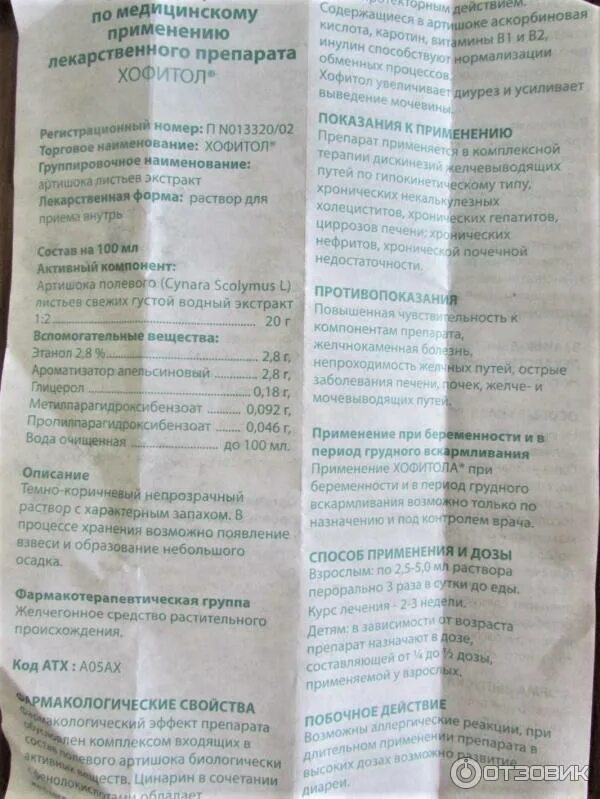 по медицинскому
применению
лекарственного препарата
ХОФИТОЛ®
Регистрационный номер: П N013320/02
Торговое наименование: ХОФИТОЛ®
Группировочное наименование:
артишока листьев экстракт
Лекарственная форма: раствор для
приема внутрь
Состав на 100 мл
Активный компонент:
Артишока полевого (Cynara Scolymus L)
листьев свежих густой водный экстракт
1:2 20 г
Вспомогательные вещества:
Этанол 2,8 % 2,8 г,
Ароматизатор апельсиновый 2,8 г,
Глицерол 0,18 г,
Метилпарагидроксибензоат 0,092 г,
Пропилпарагидроксибензоат 0,046 г,
Вода очищенная до 100 мл.
Описание
Темно-коричневый непрозрачный
раствор с характерным запахом. В
процессе хранения возможно появление
взвеси и образование небольшого
осадка.
Фармакотерапевтическая группа
Желчегонное средство растительного
происхождения.
Код АТХ : A05AX
ФАРМАКОЛОГИЧЕСКИЕ СВОЙСТВА
Фармакологический эффект препарата
обусловлен комплексом входящих в
состав полевого артишока биологически
активных веществ. Цинарин в сочетании
с фенолокислотами обладает
действием.
Содержащиеся в артишоке аскорбиновая
кислота, каротин, витамины В1 и В2,
инулин способствуют нормализации
обменных процессов.
Хофитол увеличивает диурез и усиливает
выведение мочевины.
ПОКАЗАНИЯ К ПРИМЕНЕНИЮ
Препарат применяется в комплексной
терапии дискинезий желчевыводящих
путей по гипокинетическому типу,
хронических некалькулезных
холециститов, хронических гепатитов,
циррозов печени, хронических
нефритов, хронической почечной
недостаточности.
ПРОТИВОПОКАЗАНИЯ
Повышенная чувствительность к
компонентам препарата,
желчнокаменная болезнь,
непроходимость желчных путей, острые
заболевания печени, почек, желче- и
мочевыводящих путей.
Применение при беременности и в
период грудного вскармливания
Применение ХОФИТОЛА® при
беременности и в период грудного
вскармливания возможно только по
назначению и под контролем врача.
СПОСОБ ПРИМЕНЕНИЯ И ДОЗЫ
Взрослым: по 2,5-5,0 мл раствора
перорально 3 раза в сутки до еды.
Курс лечения - 2-3 недели.
Детям: в зависимости от возраста
препарат назначают в дозе,
составляющей от ¼ до ½ дозы,
применяемой у взрослых.
ПОБОЧНОЕ ДЕЙСТВИЕ
Возможны аллергические реакции, при
длительном применении препарата в
высоких дозах возможно развитие
диареи.
ОТЗОВИК